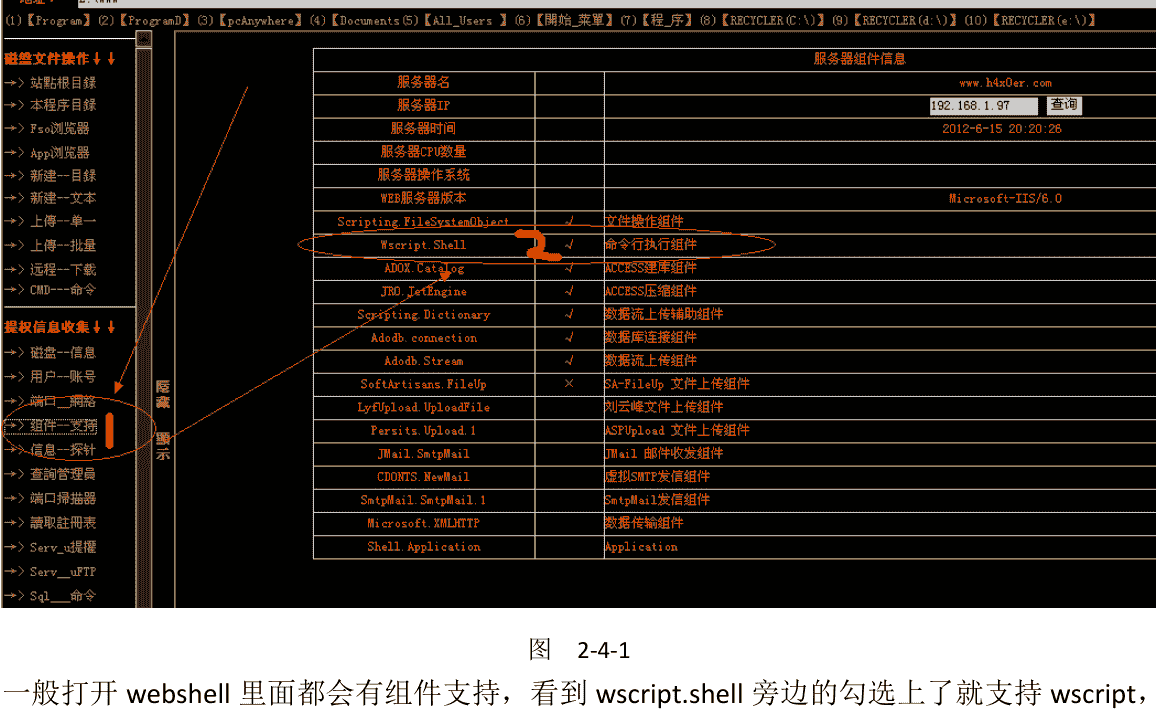 (1)【Program】(2)【ProgramD】(3)【pcAnywhere】(4)【Documents(5)【All_Users 】(6)【開始_菜單】(7)【程_序】(8)【RECYCLER(C:\)】(9)【RECYCLER(d:\)】(10)【RECYCLER(e:\)】
磁盘文件操作↓↓
→> 站點根目錄
→> 本程序目錄
→> Fso浏览器
→> App浏览器
→> 新建--目録
→> 新建--文本
→> 上傳--单一
→> 上傳--批量
→> 远程--下载
→> CMD---命令
提权信息收集↓↓
→> 磁盘--信息
→> 用户--账号
→> 端口__網絡
→> 组件--支持
→> 信息--探针
→> 查詢管理員
→> 端口掃描器
→> 讀取註冊表
→> Serv_u提權
→> Serv__uFTP
→> Sql___命令
隐藏
顯示
1
2
服务器组件信息
服务器名 www.h4x0er.com
服务器IP 192.168.1.97 查询
服务器时间 2012-6-15 20:20:26
服务器CPU数量
服务器操作系统
WEB服务器版本 Microsoft-IIS/6.0
Scripting.FileSystemObject √ 文件操作组件
Wscript.Shell √ 命令行执行组件
ADOX.Catalog √ ACCESS建库组件
JRO.JetEngine √ ACCESS压缩组件
Scripting.Dictionary √ 数据流上传辅助组件
Adodb.connection √ 数据库连接组件
Adodb.Stream √ 数据流上传组件
SoftArtisans.FileUp × SA-FileUp 文件上传组件
LyfUpload.UploadFile 刘云峰文件上传组件
Persits.Upload.1 ASPUpload 文件上传组件
JMail.SmtpMail JMail 邮件收发组件
CDONTS.NewMail 虚拟SMTP发信组件
SmtpMail.SmtpMail.1 SmtpMail发信组件
Microsoft.XMLHTTP 数据传输组件
Shell.Application Application
图 2-4-1
一般打开 webshell 里面都会有组件支持，看到 wscript.shell 旁边的勾选上了就支持 wscript，